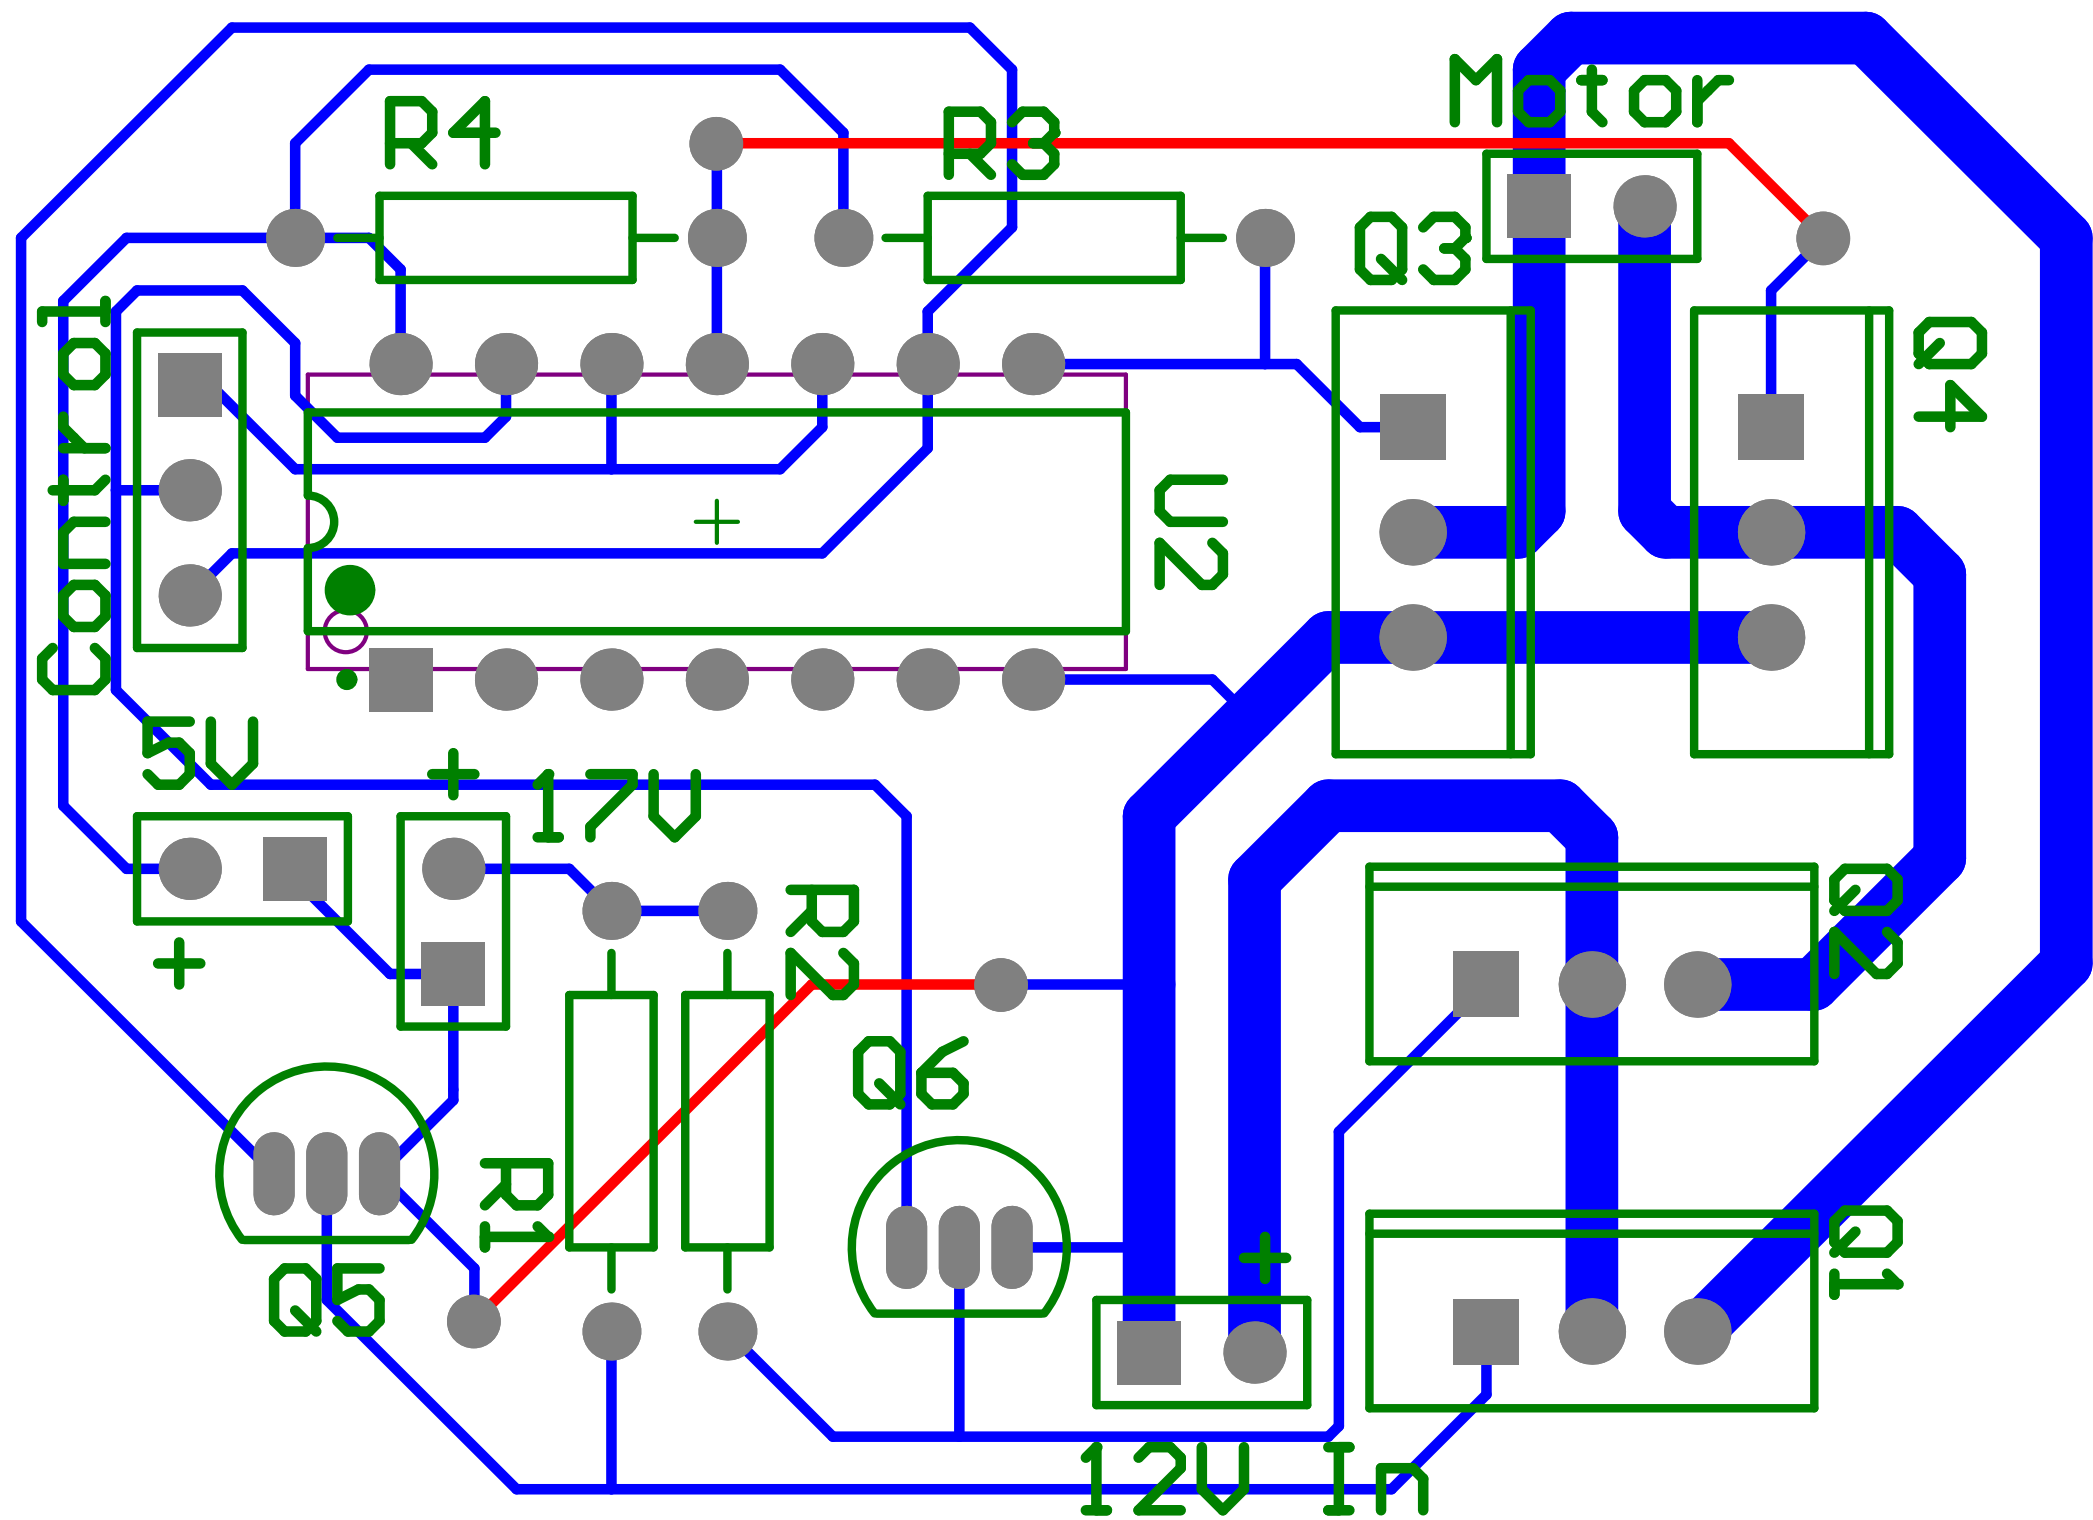 Motor
R4
R3
Q3
Q4
Control
U2
5V
+
17V
+
R2
Q2
Q6
R1
Q1
Q5
+
12V In